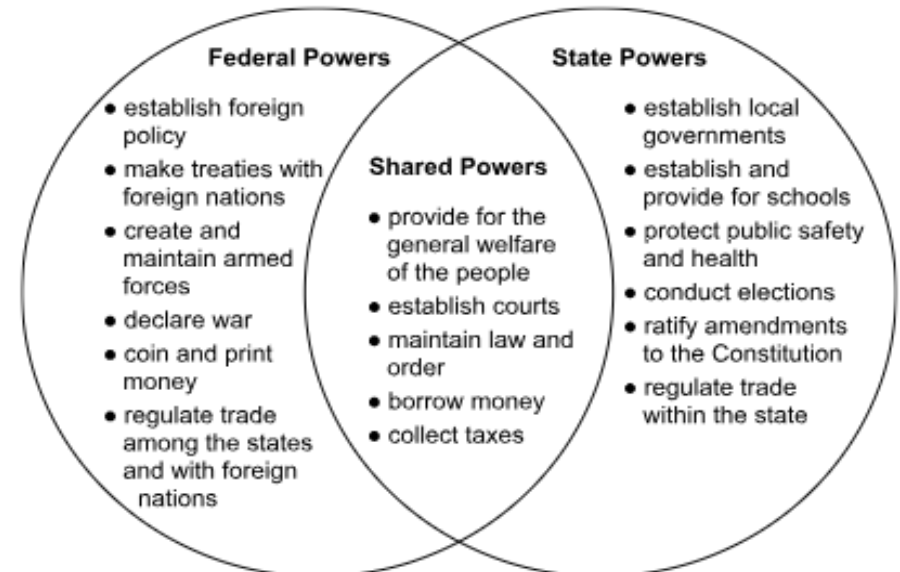 Federal Powers
● establish foreign
policy
● make treaties with
foreign nations
● create and
maintain armed
forces
● declare war
● coin and print
money
● regulate trade
among the states
and with foreign
nations
Shared Powers
● provide for the
general welfare
of the people
● establish courts
● maintain law and
order
● borrow money
● collect taxes
State Powers
● establish local
governments
● establish and
provide for schools
● protect public safety
and health
● conduct elections
● ratify amendments
to the Constitution
● regulate trade
within the state